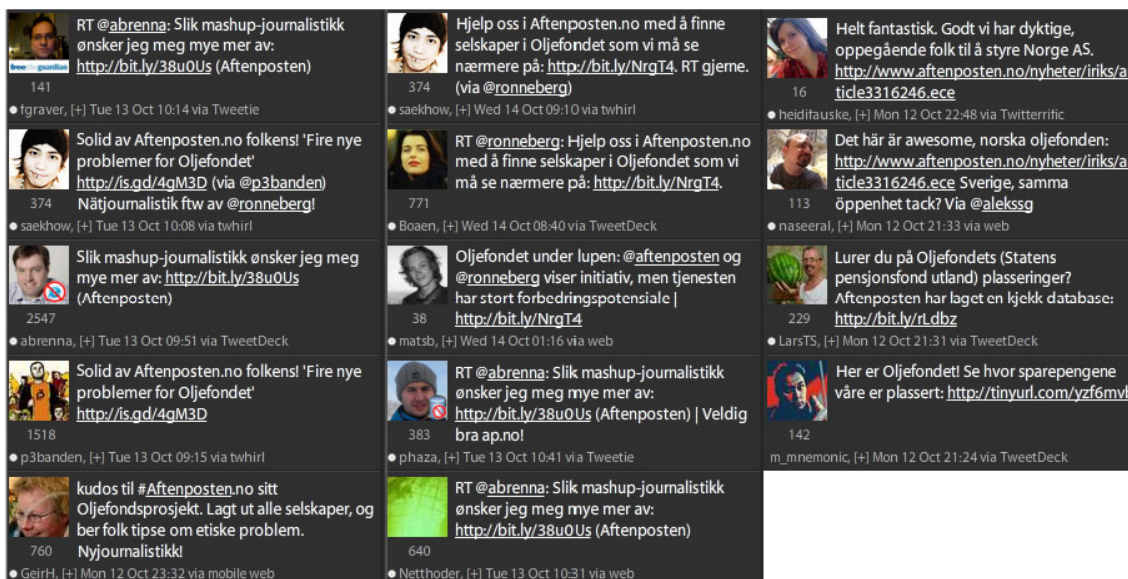 RT @abrenna: Slik mashup-journalistikk
ønsker jeg meg mye mer av:
http://bit.ly/38u0Us (Aftenposten)
free the guardian
141
fgraver, [+] Tue 13 Oct 10:14 via Tweetie
Solid av Aftenposten.no folkens! 'Fire nye
problemer for Oljefondet'
http://is.gd/4gM3D (via @p3banden)
Nätjournalistik ftw av @ronneberg!
374
saekhow, [+] Tue 13 Oct 10:08 via twhirl
Slik mashup-journalistikk ønsker jeg meg
mye mer av: http://bit.ly/38u0Us
(Aftenposten)
2547
abrenna, [+] Tue 13 Oct 09:51 via TweetDeck
Solid av Aftenposten.no folkens! 'Fire nye
problemer for Oljefondet'
http://is.gd/4gM3D
1518
p3banden, [+] Tue 13 Oct 09:15 via twhirl
kudos til #Aftenposten.no sitt
Oljefondsprosjekt. Lagt ut alle selskaper, og
ber folk tipse om etiske problem.
Nyjournalistikk!
760
GeirH, [+] Mon 12 Oct 23:32 via mobile web
Hjelp oss i Aftenposten.no med å finne
selskaper i Oljefondet som vi må se
nærmere på: http://bit.ly/NrgT4. RT gjerne.
(via @ronneberg)
374
saekhow, [+] Wed 14 Oct 09:10 via twhirl
RT @ronneberg: Hjelp oss i Aftenposten.no
med å finne selskaper i Oljefondet som vi
må se nærmere på: http://bit.ly/NrgT4.
771
Boaen, [+] Wed 14 Oct 08:40 via TweetDeck
Oljefondet under lupen: @aftenposten og
@ronneberg viser initiativ, men tjenesten
har stort forbedringspotensiale |
http://bit.ly/NrgT4
38
matsb, [+] Wed 14 Oct 01:16 via web
RT @abrenna: Slik mashup-journalistikk
ønsker jeg meg mye mer av:
http://bit.ly/38u0Us (Aftenposten) | Veldig
bra ap.no!
383
phaza, [+] Tue 13 Oct 10:41 via Tweetie
RT @abrenna: Slik mashup-journalistikk
ønsker jeg meg mye mer av:
http://bit.ly/38u0Us (Aftenposten)
640
Netthoder, [+] Tue 13 Oct 10:31 via web
Helt fantastisk. Godt vi har dyktige,
oppegående folk til å styre Norge AS.
http://www.aftenposten.no/nyheter/iriks/a
ticle3316246.ece
16
heidifauske, [+] Mon 12 Oct 22:48 via Twitterrific
Det här är awesome, norska oljefonden:
http://www.aftenposten.no/nyheter/iriks/a
ticle3316246.ece Sverige, samma
öppenhet tack? Via @alekssg
113
naseeral, [+] Mon 12 Oct 21:33 via web
Lurer du på Oljefondets (Statens
pensjonsfond utland) plasseringer?
Aftenposten har laget en kjekk database:
http://bit.ly/rLdbz
229
LarsTS, [+] Mon 12 Oct 21:31 via TweetDeck
Her er Oljefondet! Se hvor sparepengene
våre er plassert: http://tinyurl.com/yzf6mvb
142
m_mnemonic, [+] Mon 12 Oct 21:24 via TweetDeck